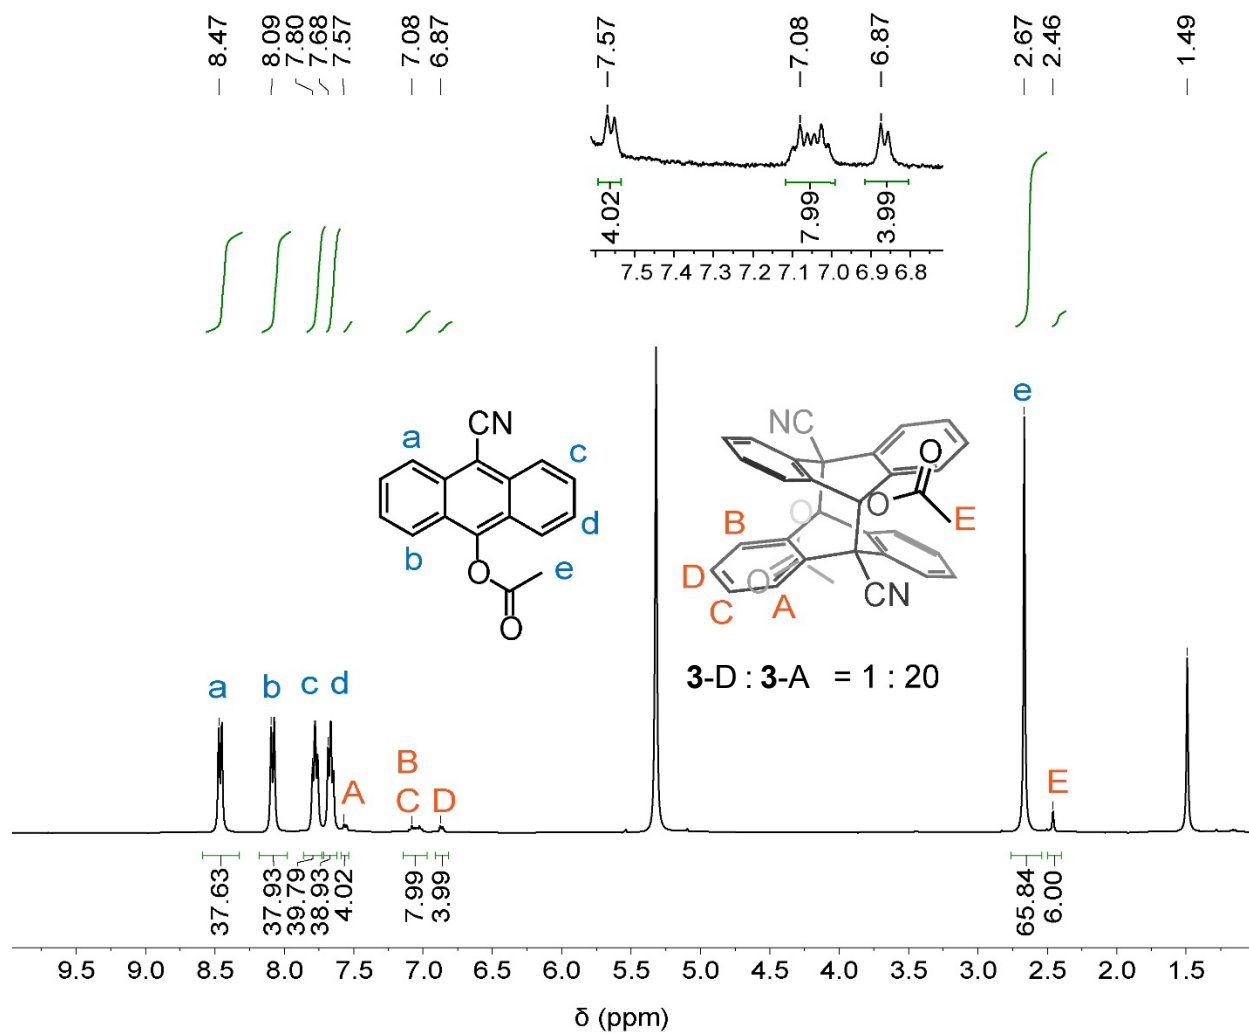 8.47 8.09 7.80 7.68 7.57 7.08 6.87 2.67 2.46 1.49
7.57 7.08 6.87
4.02 7.99 3.99
7.5 7.4 7.3 7.2 7.1 7.0 6.9 6.8
CN
a
c
b
d
O
e
O
NC
O
O
E
B
O
D
O
C
A
CN
3-D : 3-A = 1 : 20
e
a b c d
A
B
C
D
E
37.63 37.93 39.79 38.93 4.02 7.99 3.99 65.84 6.00
9.5 9.0 8.5 8.0 7.5 7.0 6.5 6.0 5.5 5.0 4.5 4.0 3.5 3.0 2.5 2.0 1.5
δ (ppm)